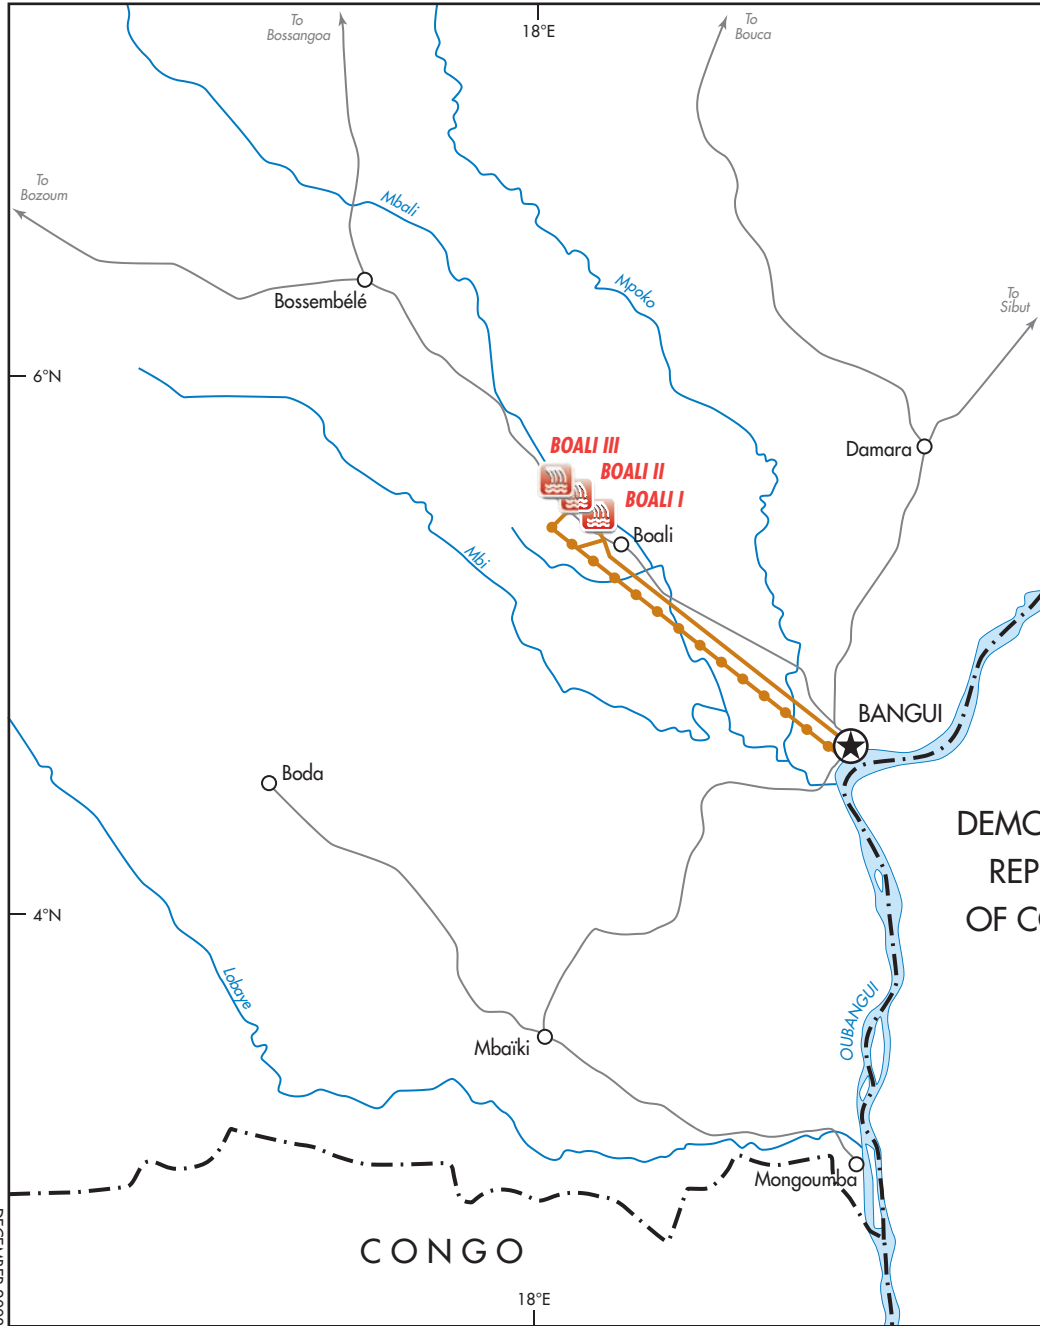 To
Bossangoa
18°E
To
Bouca
To
Bozoum
Mbali
Mpoko
To
Sibut
Bossembélé
6°N
BOALI III
BOALI II
BOALI I
Damara
Boali
Mbi
BANGUI
Boda
DEMO
REP
OF CO
4°N
Lobaye
OUBANGUI
Mbaïki
Mongoumba
CONGO
18°E